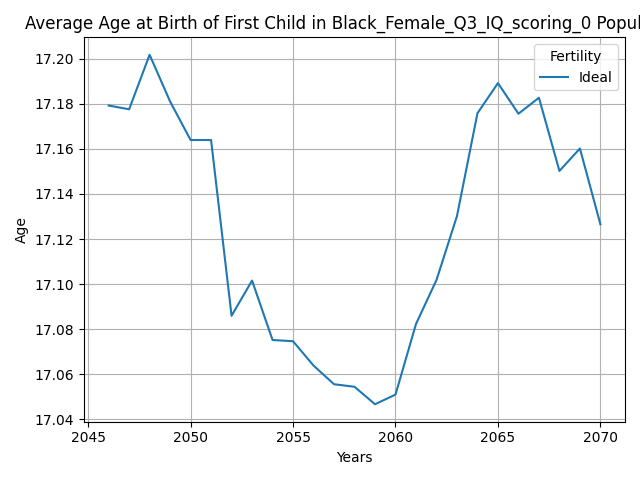 Average Age at Birth of First Child in Black_Female_Q3_IQ_scoring_0 Popul
17.20
17.18
17.16
17.14
17.12
17.10
17.08
17.06
17.04
Age
Fertility
Ideal
2045 2050 2055 2060 2065 2070
Years